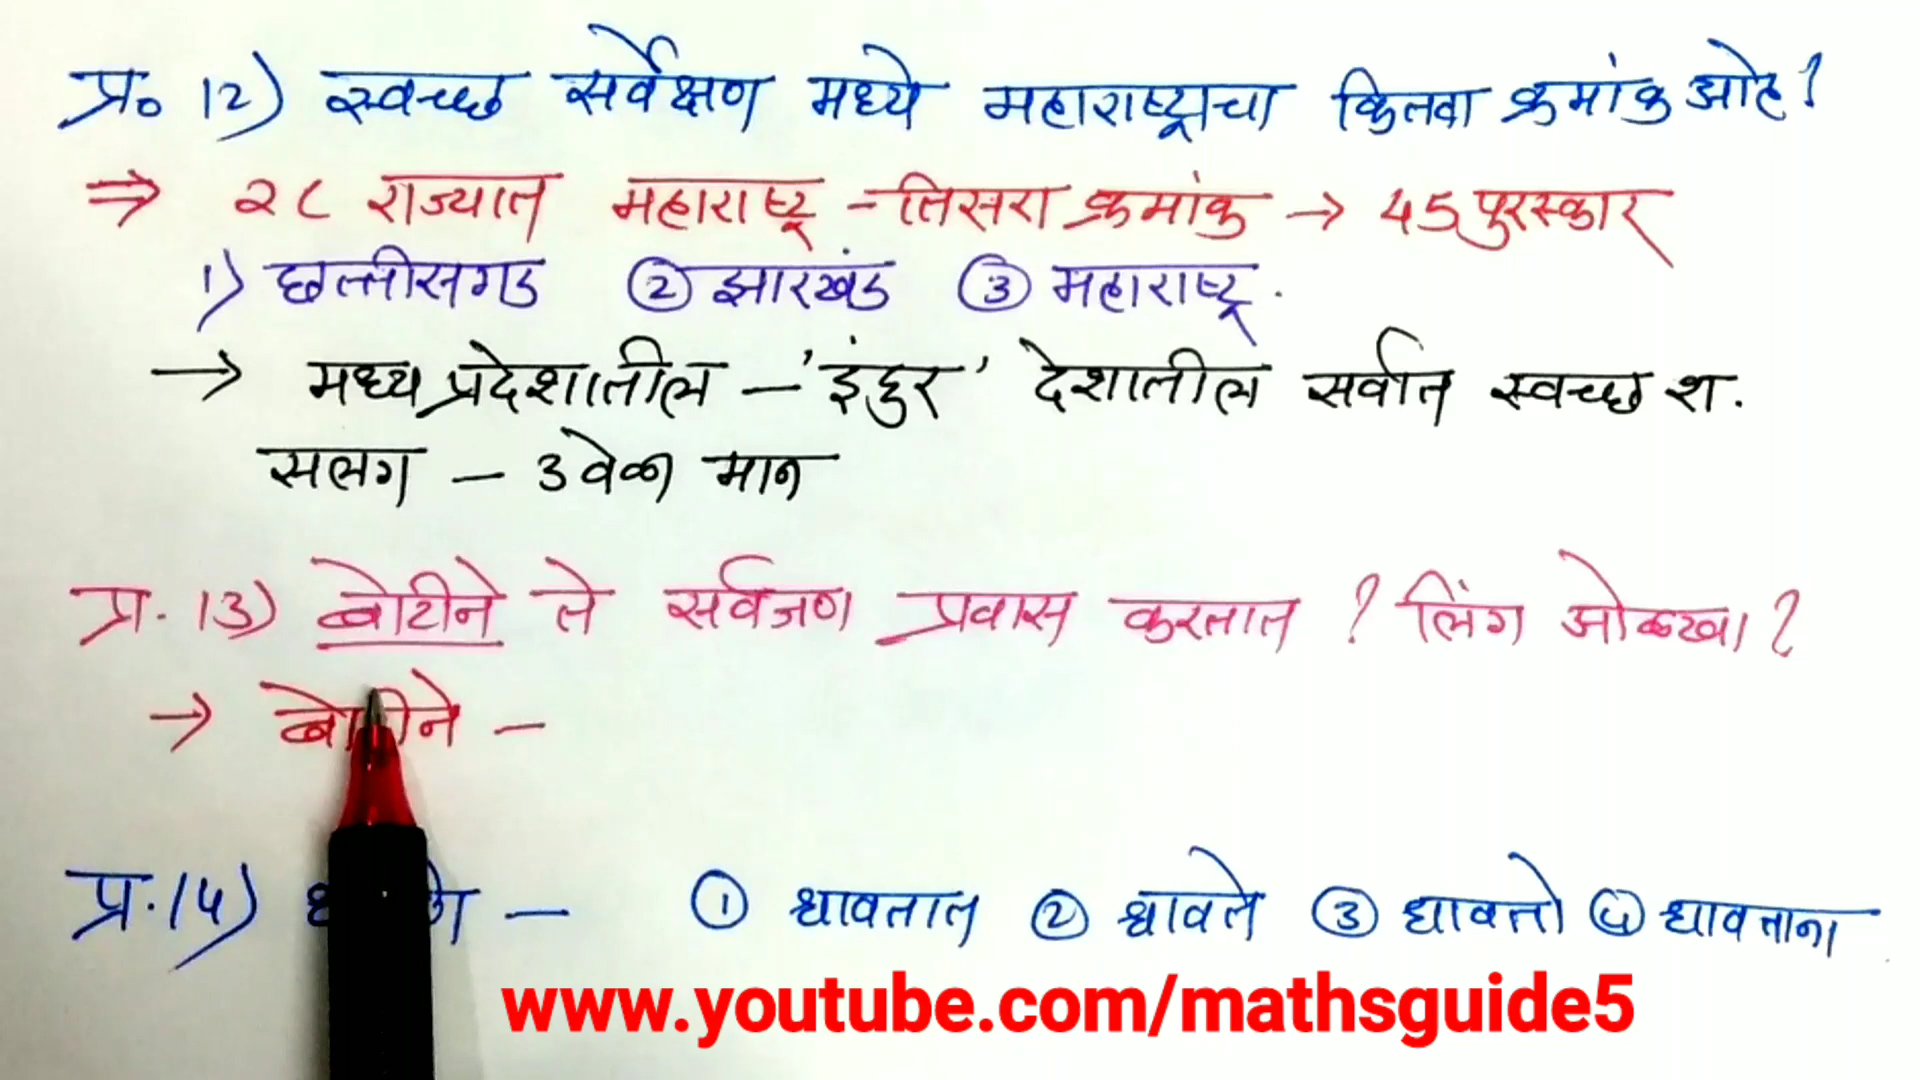 प्र० 12) स्वच्छ सर्वेक्षण मध्ये महाराष्ट्राचा कितवा क्रमांक आहे?
⇒ २८ राज्यात महाराष्ट्र - तिसरा क्रमांक → 45 पुरस्कार
1) छत्तीसगड ② झारखंड ③ महाराष्ट्र.
→ मध्य प्रदेशातील - 'इंदुर' देशातील सर्वात स्वच्छ श.
सलग - 3 वेळा मान
प्र. 13) बोटीने ते सर्वजण प्रवास करतात? लिंग ओळखा?
→ बोटीने -
प्र. 14) - ① धावतात ② धावते ③ धावतो ④ धावताना
www.youtube.com/mathsguide5